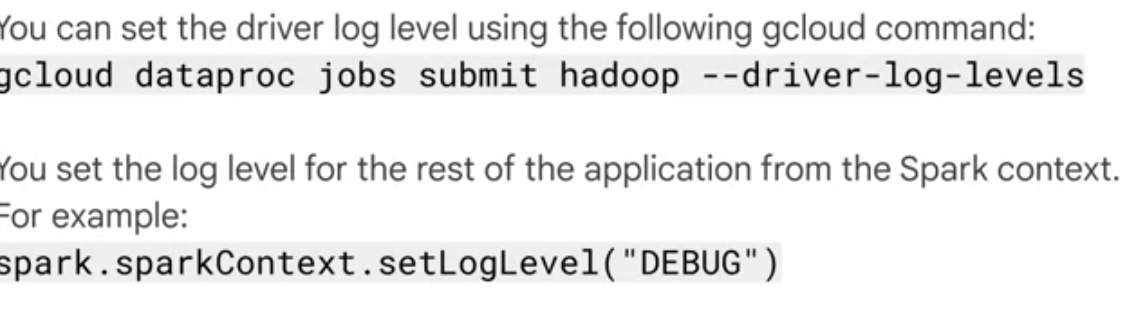 You can set the driver log level using the following gcloud command:
gcloud dataproc jobs submit hadoop --driver-log-levels
You set the log level for the rest of the application from the Spark context.
For example:
spark.sparkContext.setLogLevel("DEBUG")